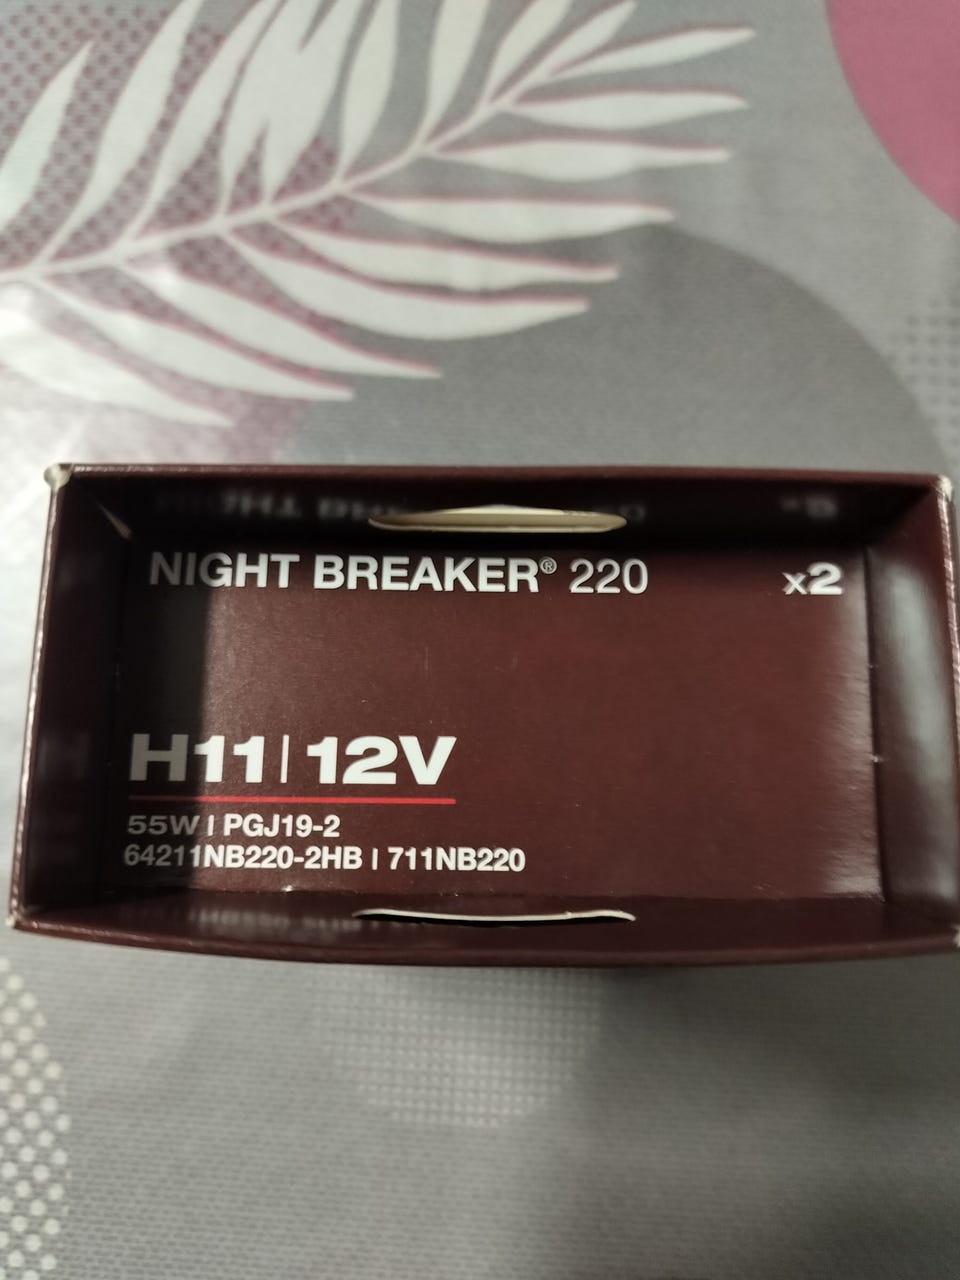 NIGHT BREAKER® 220
x2
H11 | 12V
55W | PGJ19-2
64211NB220-2HB | 711NB220